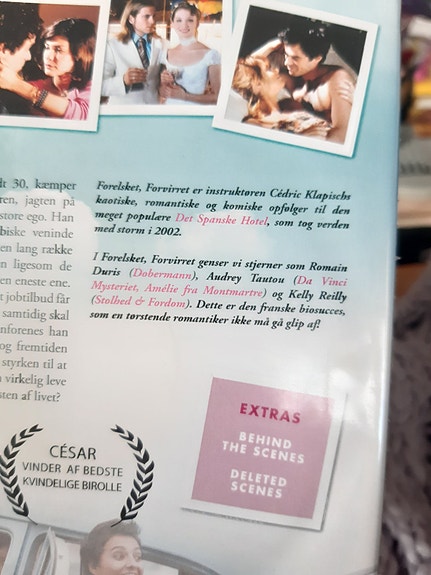 dt 30, kæmper
ren, jagten på
store ego. Han
biske veninde
en lang række
n ligesom de
en eneste ene.
t jobtilbud får
samtidig skal
nforenes han
og fremtiden
styrken til at
n virkelig leve
sten af livet?
Forelsket, Forvirret er instruktøren Cédric Klapischs
kaotiske, romantiske og komiske opfølger til den
meget populære Det Spanske Hotel, som tog verden
med storm i 2002.
I Forelsket, Forvirret genser vi stjerner som Romain
Duris (Dobermann), Audrey Tautou (Da Vinci
Mysteriet, Amélie fra Montmartre) og Kelly Reilly
(Stolhed & Fordom). Dette er den franske biosucces,
som en tørstende romantiker ikke må gå glip af!
EXTRAS
BEHIND
THE SCENES
DELETED
SCENES
CÉSAR
VINDER AF BEDSTE
KVINDELIGE BIROLLE